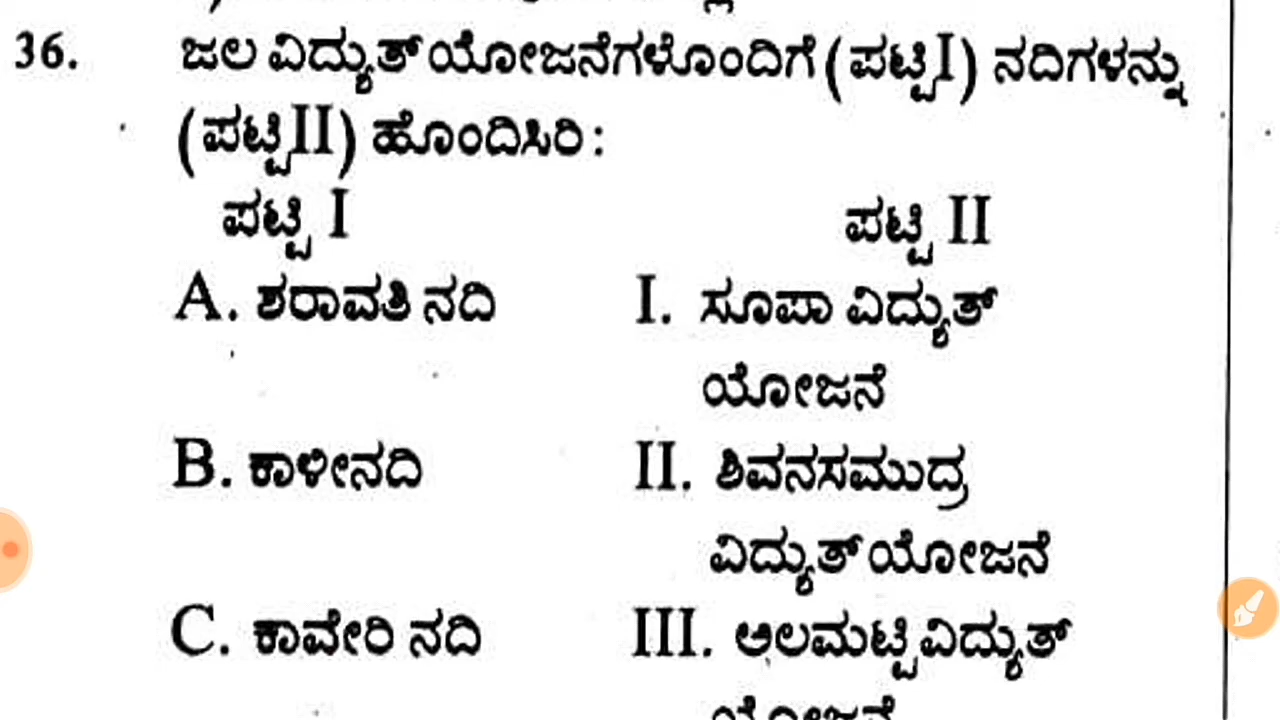 36. ಜಲ ವಿದ್ಯುತ್ ಯೋಜನೆಗಳೊಂದಿಗೆ (ಪಟ್ಟಿ I) ನದಿಗಳನ್ನು
(ಪಟ್ಟಿ II) ಹೊಂದಿಸಿರಿ :
ಪಟ್ಟಿ I ಪಟ್ಟಿ II
A. ಶರಾವತಿ ನದಿ I. ಸೂಪಾ ವಿದ್ಯುತ್
ಯೋಜನೆ
B. ಕಾಳೀನದಿ II. ಶಿವನಸಮುದ್ರ
ವಿದ್ಯುತ್ ಯೋಜನೆ
C. ಕಾವೇರಿ ನದಿ III. ಆಲಮಟ್ಟಿ ವಿದ್ಯುತ್